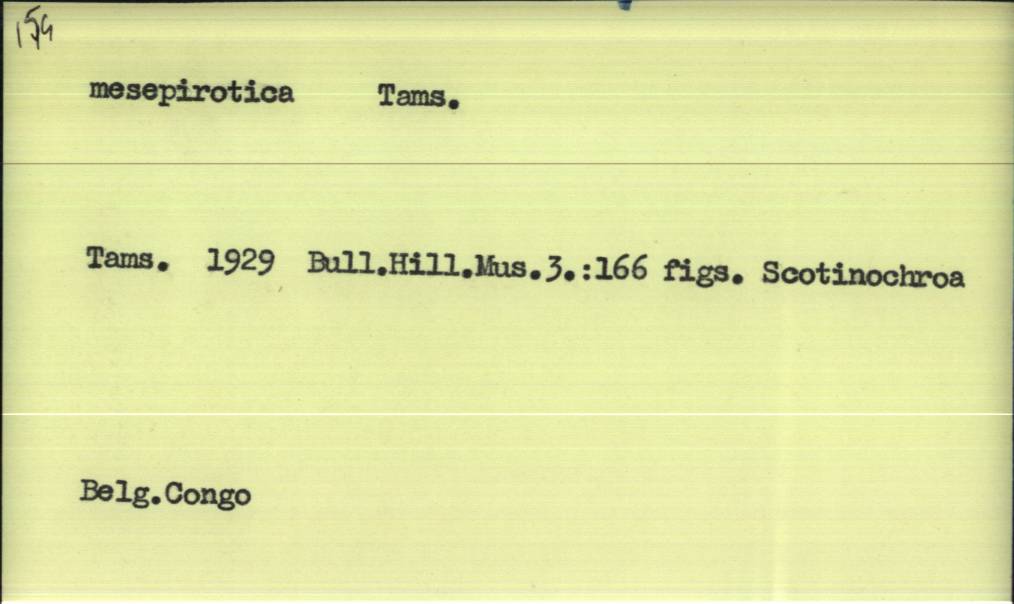 mesepirotica Tams.
Tams. 1929 Bull.Hill.Mus.3.:166 figs. Scotinochroa
Belg.Congo